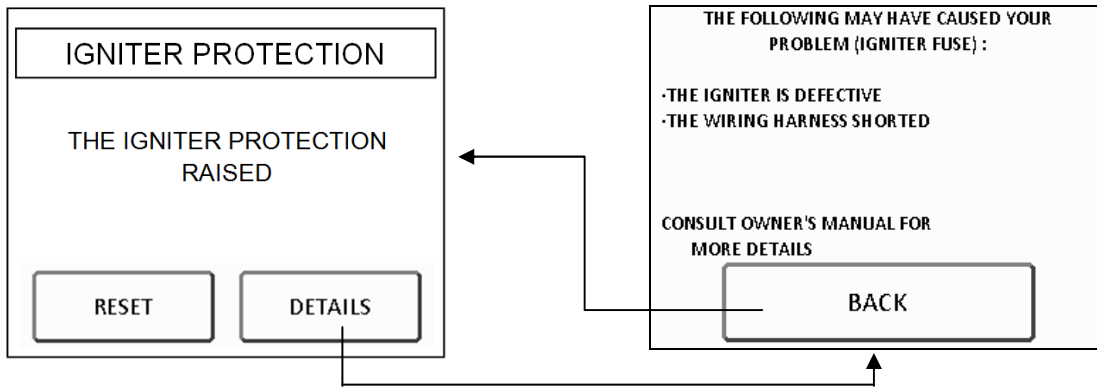 IGNITER PROTECTION
THE IGNITER PROTECTION
RAISED
RESET
DETAILS
THE FOLLOWING MAY HAVE CAUSED YOUR
PROBLEM (IGNITER FUSE) :
·THE IGNITER IS DEFECTIVE
·THE WIRING HARNESS SHORTED
CONSULT OWNER'S MANUAL FOR
MORE DETAILS
BACK